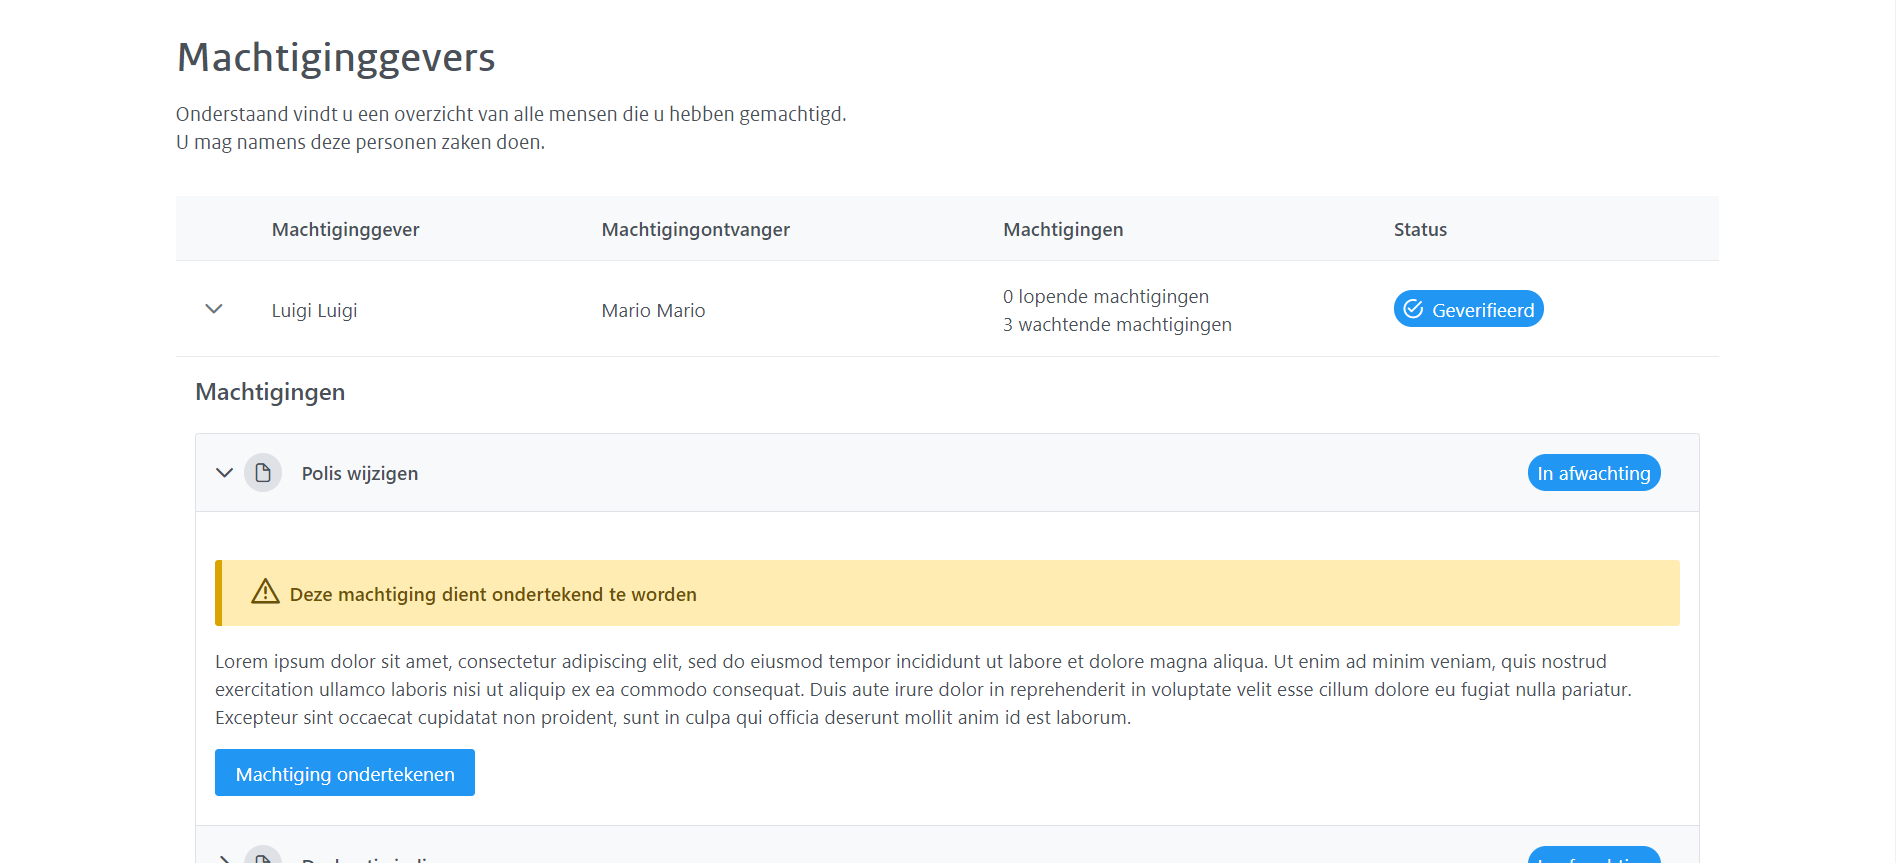 Machtiginggevers
Onderstaand vindt u een overzicht van alle mensen die u hebben gemachtigd.
U mag namens deze personen zaken doen.
Machtiginggever Machtigingontvanger Machtigingen Status
Luigi Luigi Mario Mario 0 lopende machtigingen
3 wachtende machtigingen
Geverifieerd
Machtigingen
Polis wijzigen In afwachting
Deze machtiging dient ondertekend te worden
Lorem ipsum dolor sit amet, consectetur adipiscing elit, sed do eiusmod tempor incididunt ut labore et dolore magna aliqua. Ut enim ad minim veniam, quis nostrud
exercitation ullamco laboris nisi ut aliquip ex ea commodo consequat. Duis aute irure dolor in reprehenderit in voluptate velit esse cillum dolore eu fugiat nulla pariatur.
Excepteur sint occaecat cupidatat non proident, sunt in culpa qui officia deserunt mollit anim id est laborum.
Machtiging ondertekenen